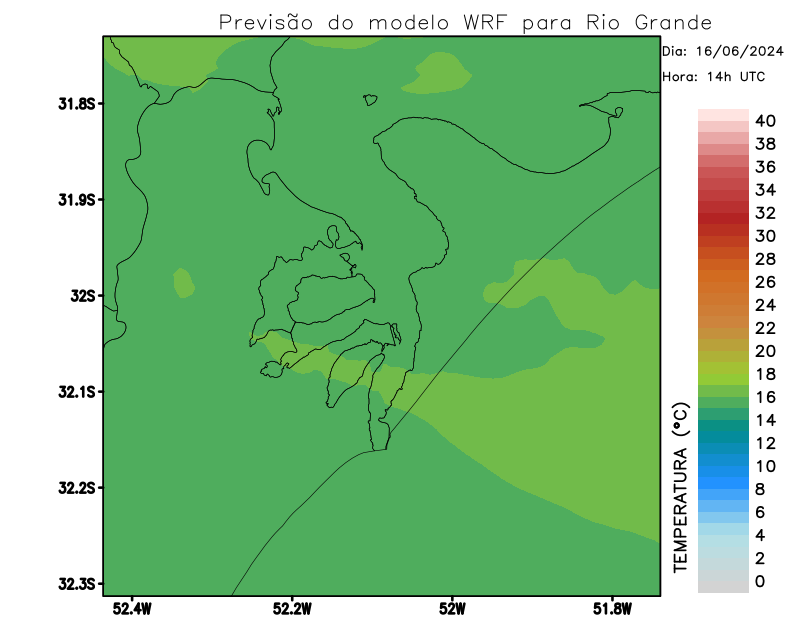 Previsão do modelo WRF para Rio Grande
Dia: 16/06/2024
Hora: 14h UTC
31.8S
31.9S
32S
32.1S
32.2S
32.3S
52.4W
52.2W
52W
51.8W
TEMPERATURA (°C)
40
38
36
34
32
30
28
26
24
22
20
18
16
14
12
10
8
6
4
2
0